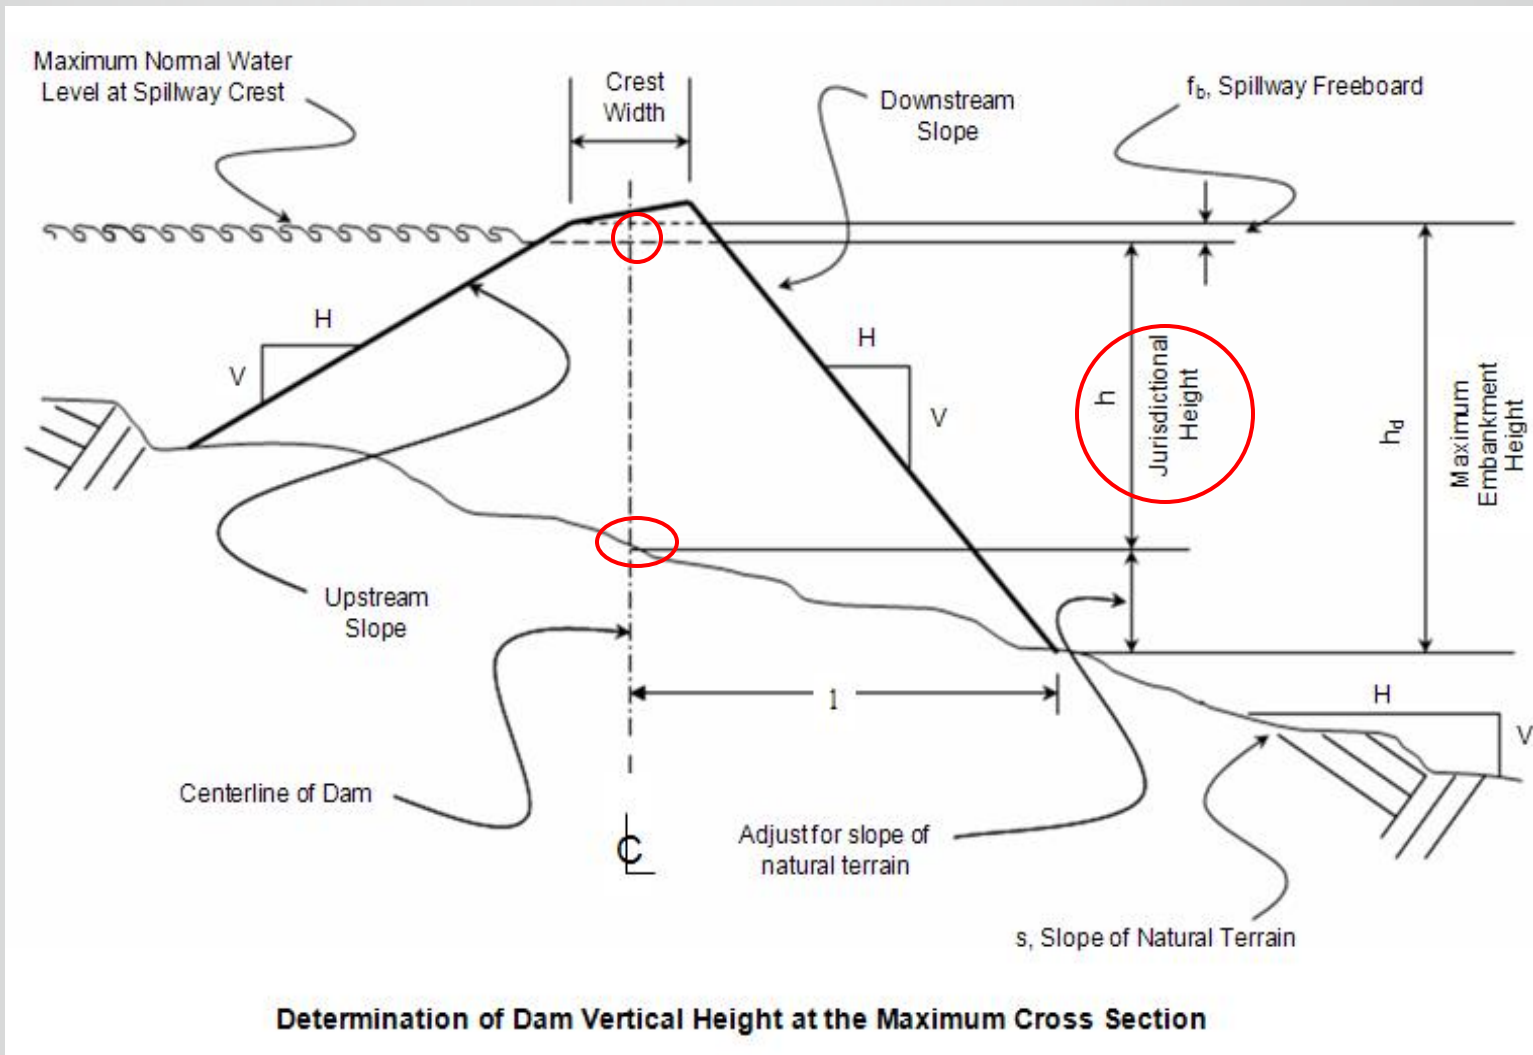 Maximum Normal Water
Level at Spillway Crest
Crest
Width
Downstream
Slope
fb, Spillway Freeboard
H
V
H
V
h
Jurisdictional
Height
hd
Maximum
Embankment
Height
Upstream
Slope
1
H
V
Centerline of Dam
Adjust for slope of
natural terrain
s, Slope of Natural Terrain
C
L
Determination of Dam Vertical Height at the Maximum Cross Section